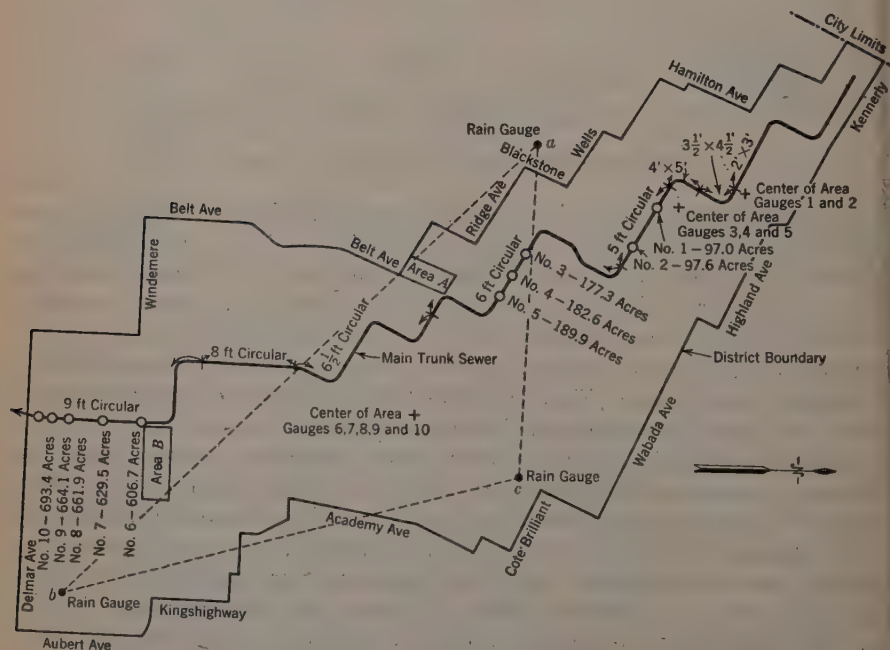 City Limits
Hamilton Ave
Kennerly
Rain Gauge
a
Blackstone
Wells
3½' × 4½'
2' × 3'
4' × 5'
Center of Area
Gauges 1 and 2
Center of Area
Gauges 3,4 and 5
Ridge Ave
5 ft Circular
No. 1 – 97.0 Acres
No. 2 – 97.6 Acres
Belt Ave
Belt Ave
Area A
Windemere
6 ft Circular
No. 3 – 177.3 Acres
No. 4 – 182.6 Acres
No. 5 – 189.9 Acres
Highland Ave
6½ ft Circular
8 ft Circular
Main Trunk Sewer
District Boundary
9 ft Circular
Center of Area
Gauges 6,7,8,9 and 10
Wabada Ave
Area B
No. 10 – 693.4 Acres
No. 9 – 664.1 Acres
No. 8 – 661.9 Acres
No. 7 – 629.5 Acres
No. 6 – 606.7 Acres
Rain Gauge
c
Academy Ave
Cote Brilliant
Delmar Ave
b
Rain Gauge
Kingshighway
Aubert Ave